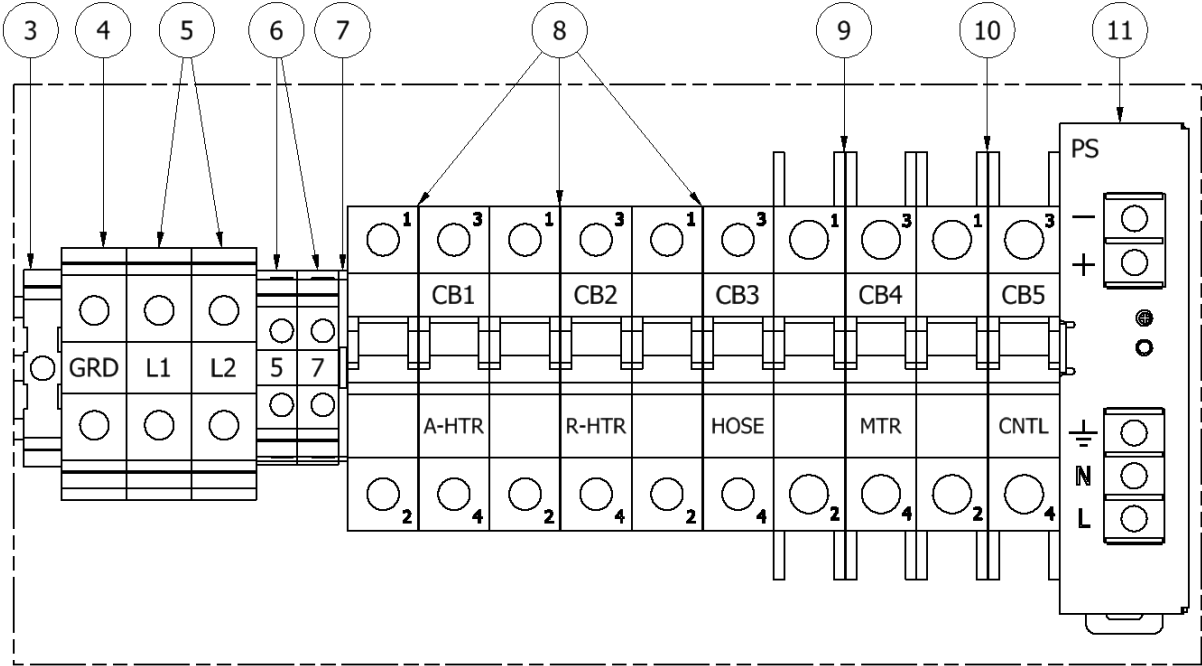 3 4 5 6 7 8 9 10 11
PS
1 3 1 3 1 3 1 3 1 3
−
+
CB1 CB2 CB3 CB4 CB5
GRD L1 L2 5 7
A-HTR R-HTR HOSE MTR CNTL
N
2 4 2 4 2 4 2 4 2 4
L